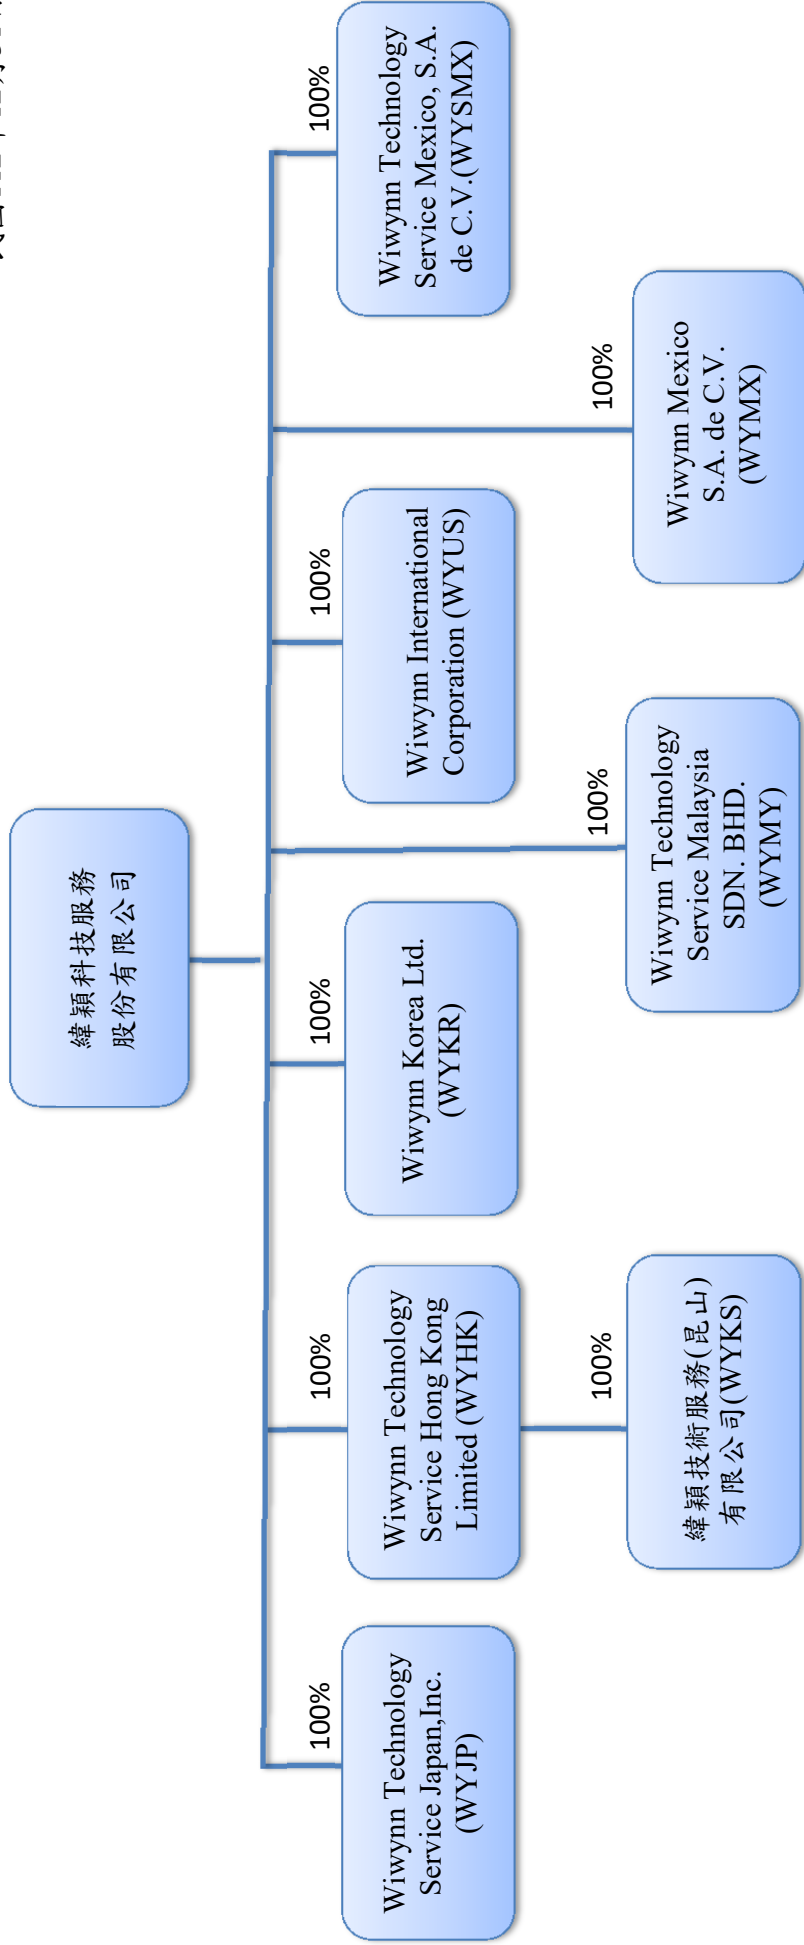 緯穎科技服務
股份有限公司
100%
Wiwynn Technology
Service Japan,Inc.
(WYJP)
100%
Wiwynn Technology
Service Hong Kong
Limited (WYHK)
100%
Wiwynn Korea Ltd.
(WYKR)
100%
Wiwynn International
Corporation (WYUS)
100%
Wiwynn Technology
Service Mexico, S.A.
de C.V.(WYSMX)
100%
緯穎技術服務(昆山)
有限公司(WYKS)
100%
Wiwynn Technology
Service Malaysia
SDN. BHD.
(WYMY)
100%
Wiwynn Mexico
S.A. de C.V.
(WYMX)